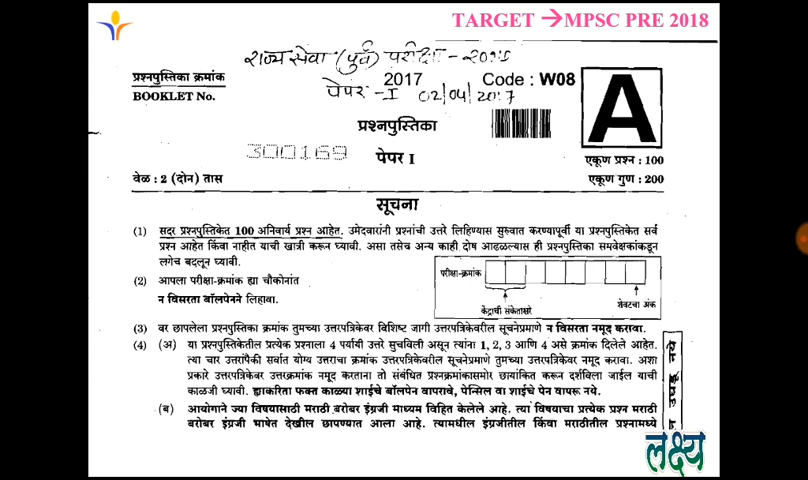 TARGET →MPSC PRE 2018
राज्य सेवा (पुर्व) परीक्षा - २०१७
प्रश्नपुस्तिका क्रमांक
BOOKLET No.
2017
Code : W08
पेपर - I 02/04/2017
A
प्रश्नपुस्तिका
300169
पेपर I
एकूण प्रश्न : 100
वेळ : 2 (दोन) तास
एकूण गुण : 200
सूचना
(1) सदर प्रश्नपुस्तिकेत 100 अनिवार्य प्रश्न आहेत. उमेदवारांनी प्रश्नांची उत्तरे लिहिण्यास सुरुवात करण्यापूर्वी या प्रश्नपुस्तिकेत सर्व
प्रश्न आहेत किंवा नाहीत याची खात्री करून घ्यावी. असा तसेच अन्य काही दोष आढळल्यास ही प्रश्नपुस्तिका समवेक्षकांकडून
लगेच बदलून घ्यावी.
(2) आपला परीक्षा-क्रमांक ह्या चौकोनांत
न विसरता बॉलपेनने लिहावा.
परीक्षा-क्रमांक
केंद्राची संकेताक्षरे
शेवटचा अंक
(3) वर छापलेला प्रश्नपुस्तिका क्रमांक तुमच्या उत्तरपत्रिकेवर विशिष्ट जागी उत्तरपत्रिकेवरील सूचनेप्रमाणे न विसरता नमूद करावा.
(4) (अ) या प्रश्नपुस्तिकेतील प्रत्येक प्रश्नाला 4 पर्यायी उत्तरे सुचविली असून त्यांना 1, 2, 3 आणि 4 असे क्रमांक दिलेले आहेत.
त्या चार उत्तरांपैकी सर्वात योग्य उत्तराचा क्रमांक उत्तरपत्रिकेवरील सूचनेप्रमाणे तुमच्या उत्तरपत्रिकेवर नमूद करावा. अशा
प्रकारे उत्तरपत्रिकेवर उत्तरक्रमांक नमूद करताना तो संबंधित प्रश्नक्रमांकासमोर छायांकित करून दर्शविला जाईल याची
काळजी घ्यावी. ह्याकरिता फक्त काळ्या शाईचे बॉलपेन वापरावे, पेन्सिल वा शाईचे पेन वापरू नये.
(ब) आयोगाने ज्या विषयासाठी मराठी बरोबर इंग्रजी माध्यम विहित केलेले आहे. त्या विषयाचा प्रत्येक प्रश्न मराठी
बरोबर इंग्रजी भाषेत देखील छापण्यात आला आहे. त्यामधील इंग्रजीतील किंवा मराठीतील प्रश्नामध्ये
उघडू नये
लक्ष्य